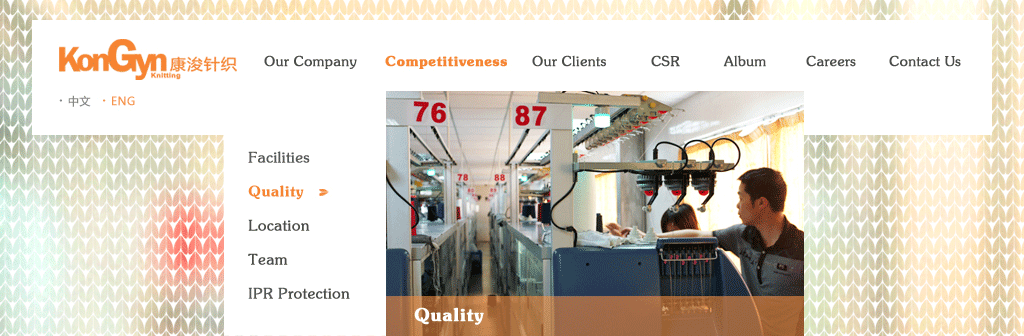 KonGyn 康浚针织
Knitting
Our Company Competitiveness Our Clients CSR Album Careers Contact Us
· 中文 · ENG
76 87
78 88
Facilities
Quality
Location
Team
IPR Protection
Quality